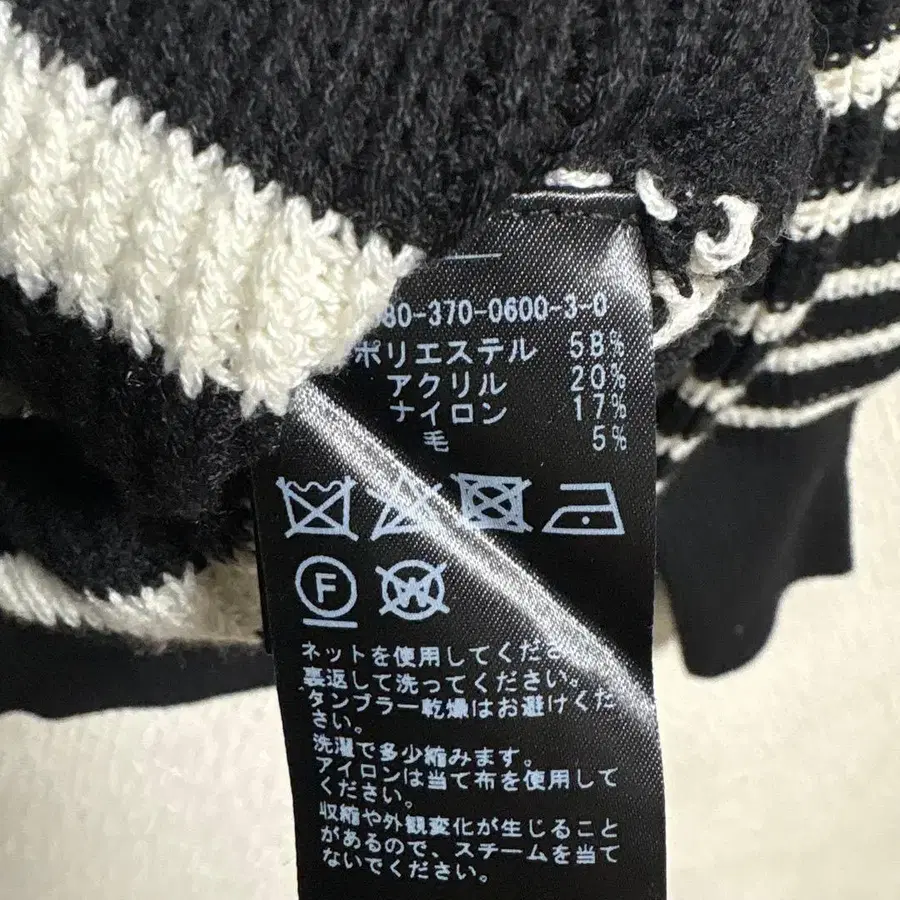 80-370-0600-3-0
ポリエステル 58%
アクリル 20%
ナイロン 17%
毛 5%
F W
ネットを使用してくださ
裏返して洗ってください。
タンブラー乾燥はお避けくだ
さい。
洗濯で多少縮みます。
アイロンは当て布を使用して
ください。
収縮や外観変化が生じること
があるので、スチームを当て
ないでください。